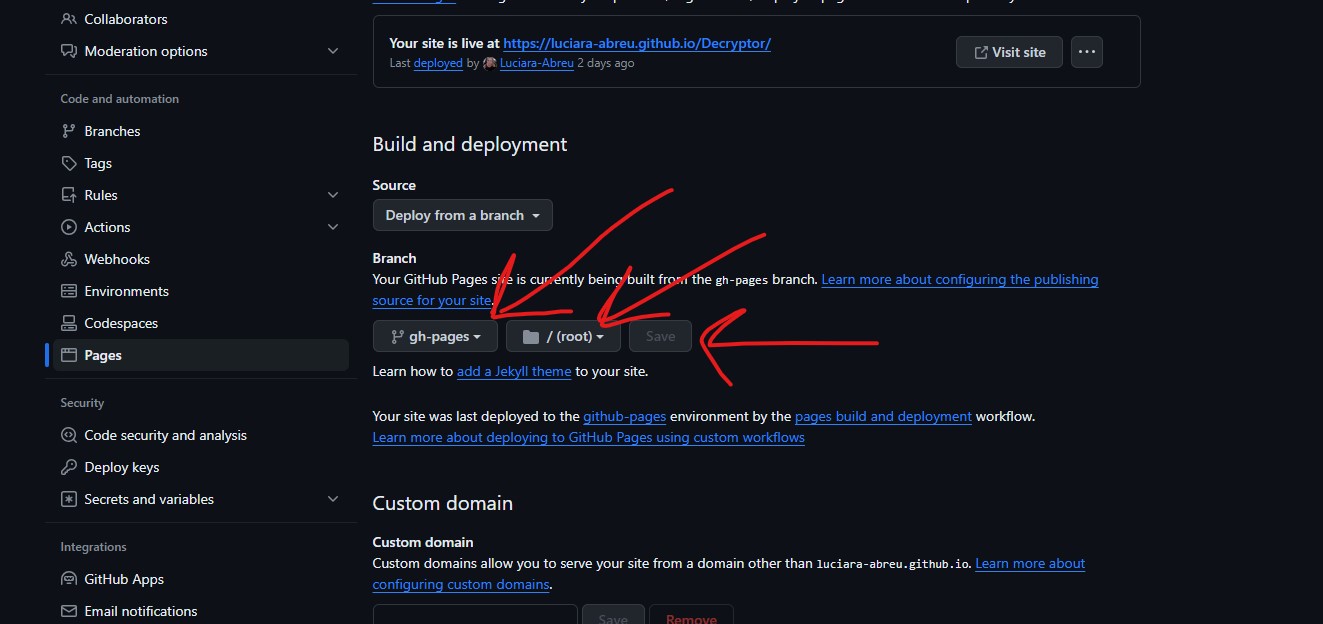 Collaborators
Moderation options
Code and automation
Branches
Tags
Rules
Actions
Webhooks
Environments
Codespaces
Pages
Security
Code security and analysis
Deploy keys
Secrets and variables
Integrations
GitHub Apps
Email notifications
Your site is live at https://luciara-abreu.github.io/Decryptor/
Last deployed by Luciara-Abreu 2 days ago
Visit site
Build and deployment
Source
Deploy from a branch
Branch
Your GitHub Pages site is currently being built from the gh-pages branch. Learn more about configuring the publishing
source for your site.
gh-pages / (root) Save
Learn how to add a Jekyll theme to your site.
Your site was last deployed to the github-pages environment by the pages build and deployment workflow.
Learn more about deploying to GitHub Pages using custom workflows
Custom domain
Custom domain
Custom domains allow you to serve your site from a domain other than luciara-abreu.github.io. Learn more about
configuring custom domains.
Save Remove